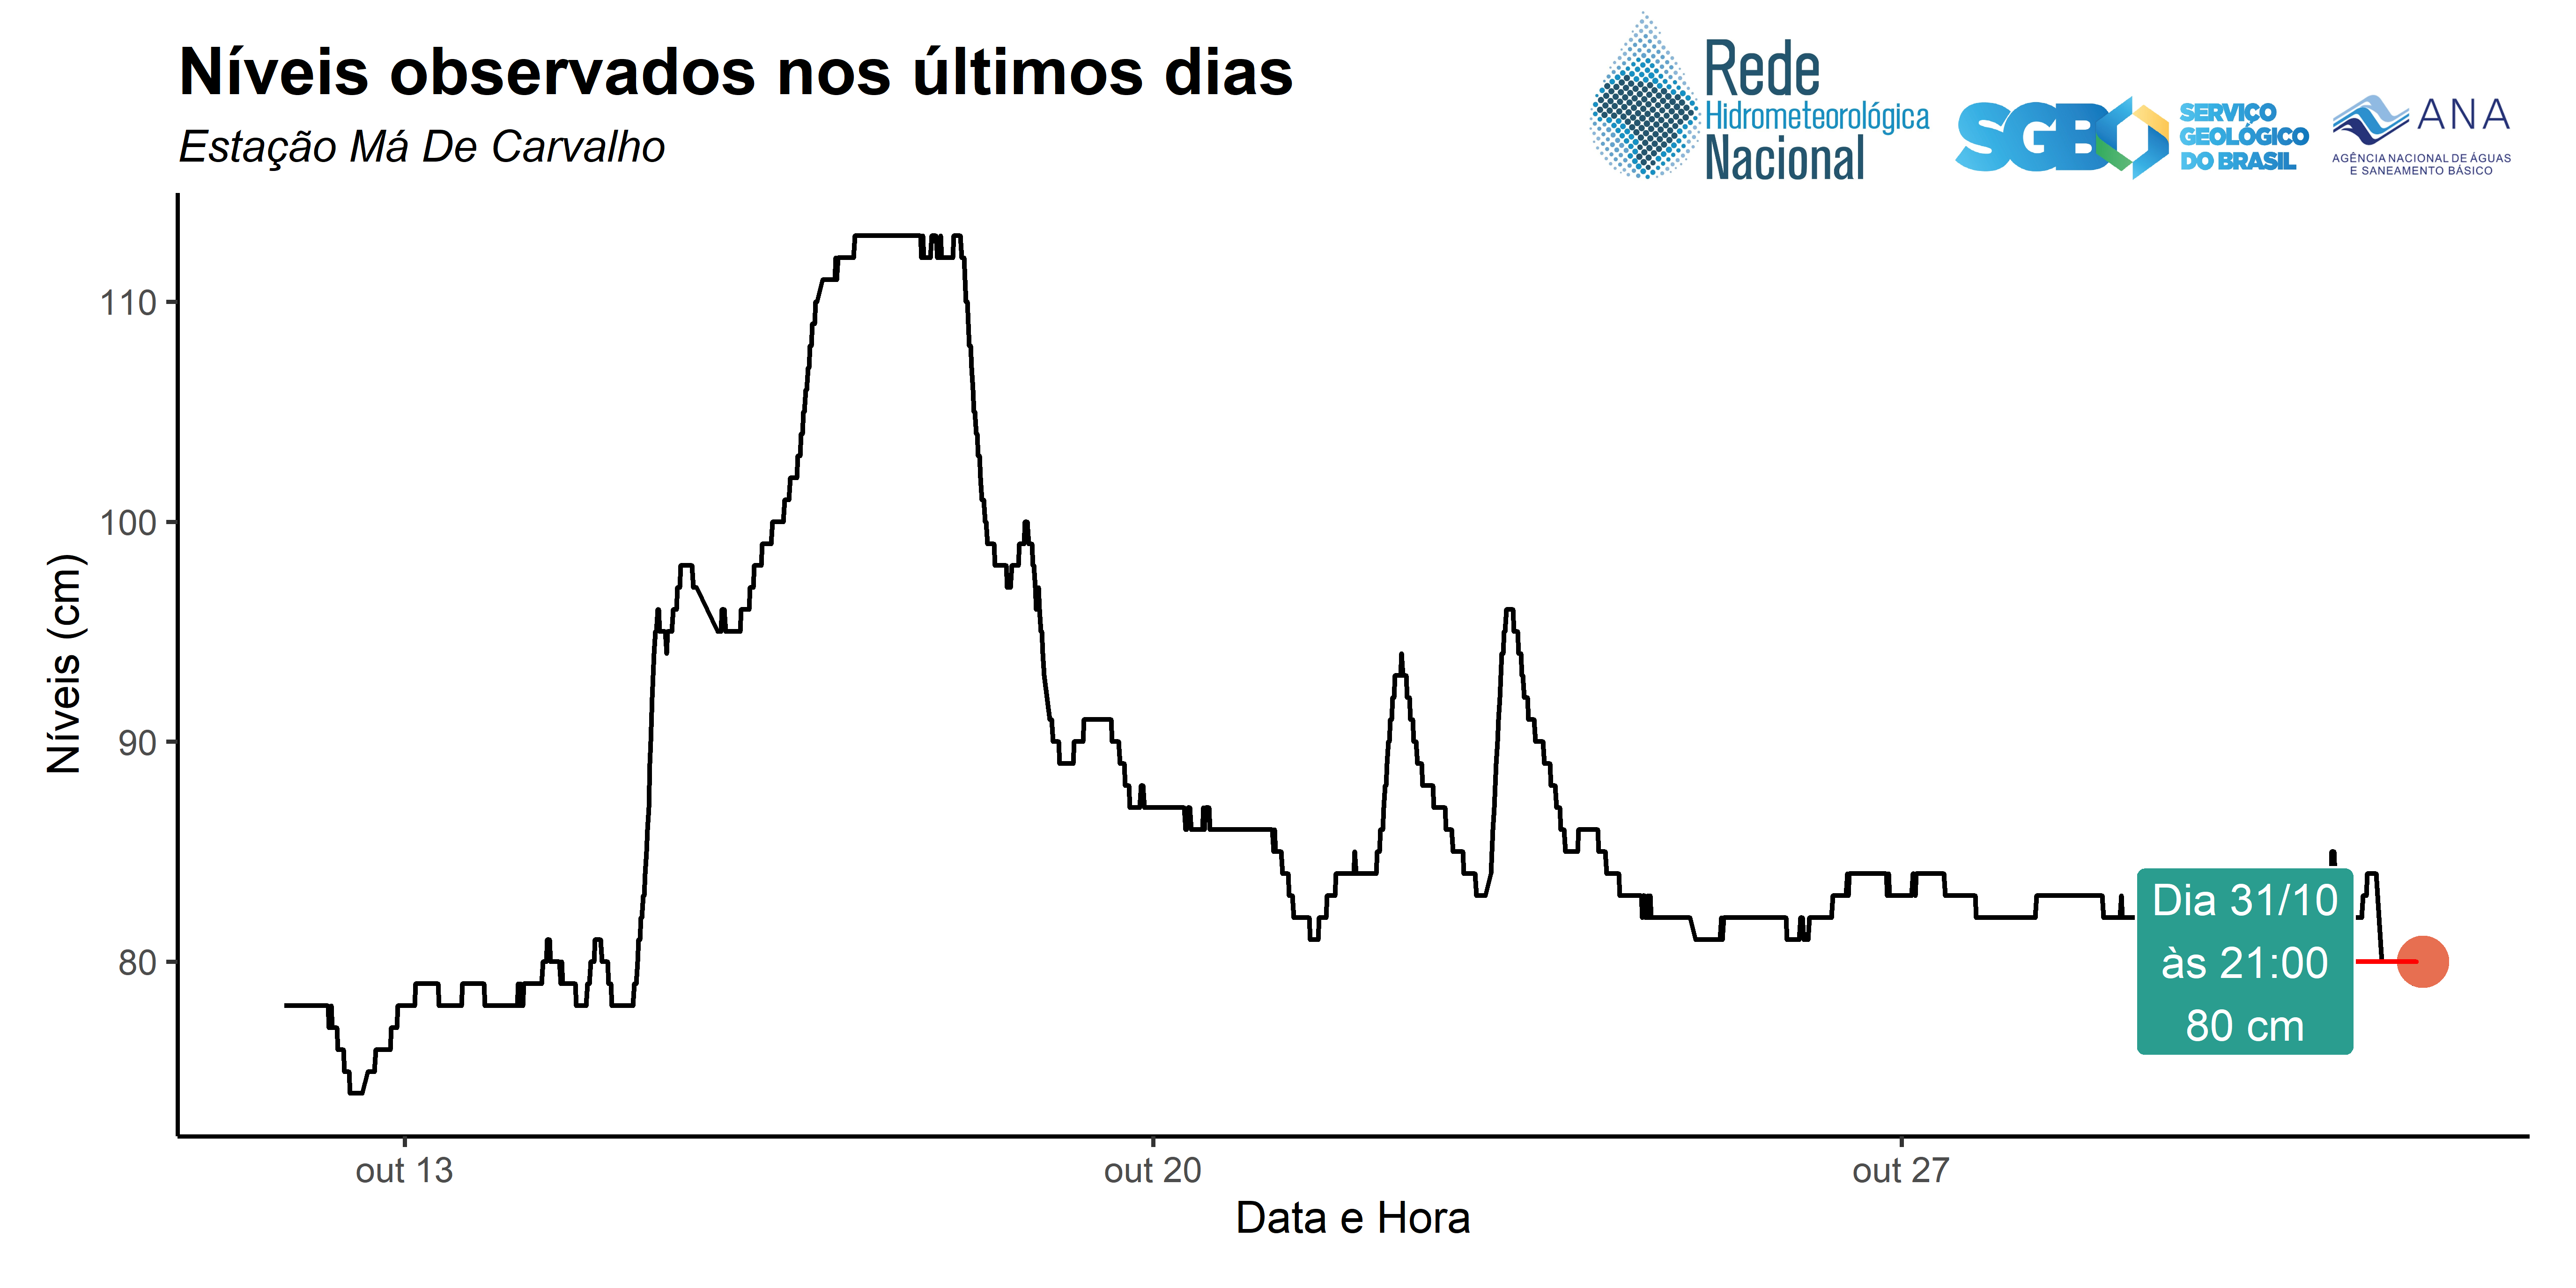 Níveis observados nos últimos dias
Estação Má De Carvalho
Rede
Hidrometeorológica
Nacional
SGB
SERVIÇO
GEOLÓGICO
DO BRASIL
ANA
AGÊNCIA NACIONAL DE ÁGUAS
E SANEAMENTO BÁSICO
Níveis (cm)
110
100
90
80
Dia 31/10
às 21:00
80 cm
out 13
out 20
out 27
Data e Hora